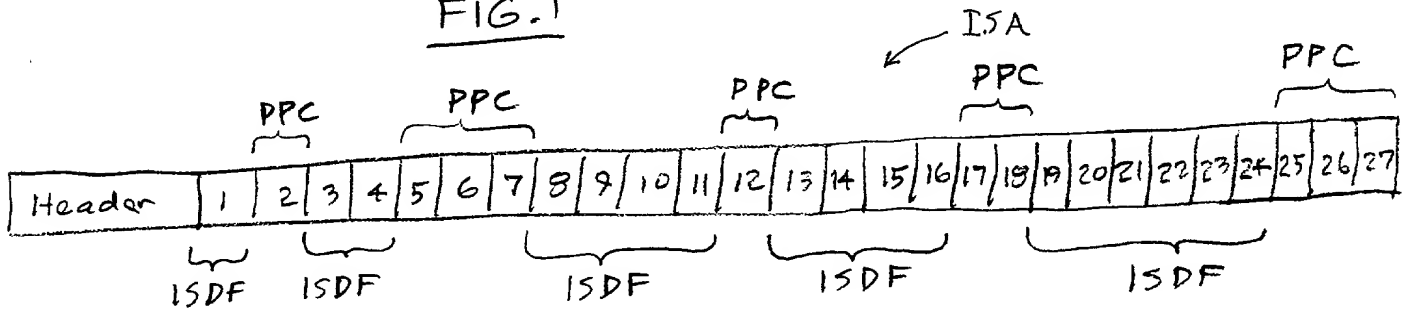 FIG.1
ISA
PPC PPC PPC PPC PPC
Header 1 2 3 4 5 6 7 8 9 10 11 12 13 14 15 16 17 18 19 20 21 22 23 24 25 26 27
ISDF ISDF ISDF ISDF ISDF